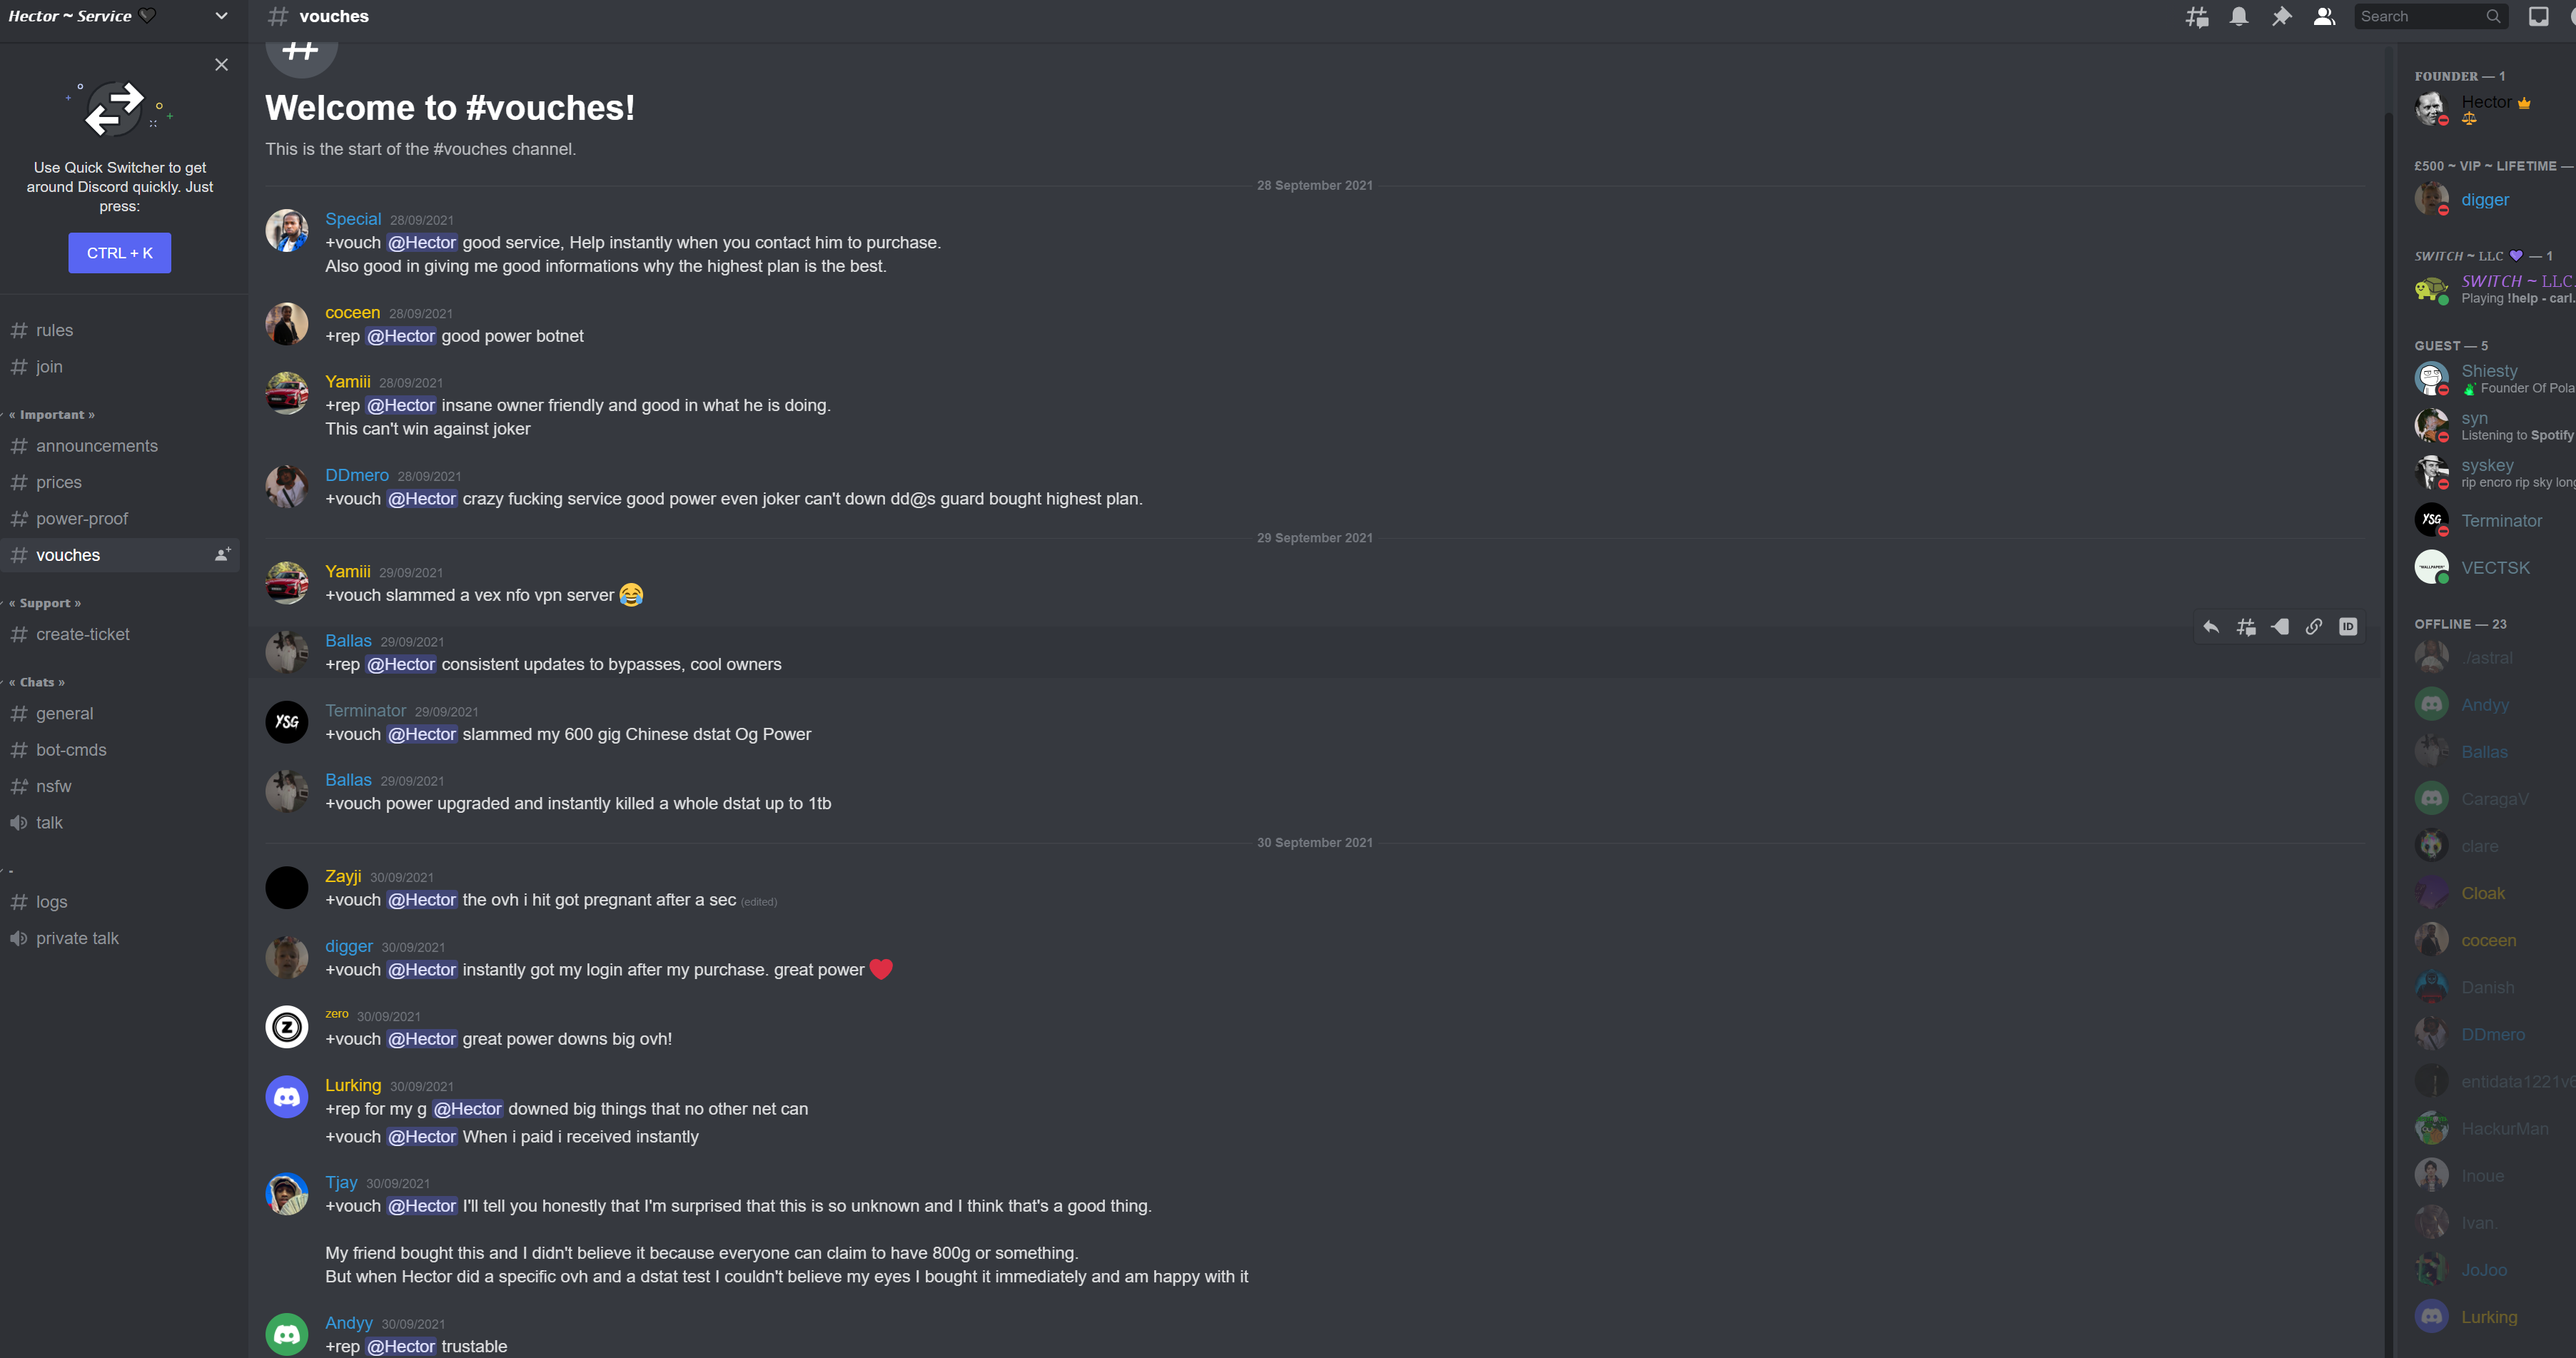 Hector ~ Service 🖤
Use Quick Switcher to get
around Discord quickly. Just
press:
CTRL + K
rules
join
« Important »
announcements
prices
power-proof
vouches
« Support »
create-ticket
« Chats »
general
bot-cmds
nsfw
talk
-
logs
private talk
vouches
Search
Welcome to #vouches!
This is the start of the #vouches channel.
28 September 2021
Special 28/09/2021
+vouch @Hector good service, Help instantly when you contact him to purchase.
Also good in giving me good informations why the highest plan is the best.
coceen 28/09/2021
+rep @Hector good power botnet
Yamiii 28/09/2021
+rep @Hector insane owner friendly and good in what he is doing.
This can't win against joker
DDmero 28/09/2021
+vouch @Hector crazy fucking service good power even joker can't down dd@s guard bought highest plan.
29 September 2021
Yamiii 29/09/2021
+vouch slammed a vex nfo vpn server 😂
Ballas 29/09/2021
+rep @Hector consistent updates to bypasses, cool owners
ID
YSG
Terminator 29/09/2021
+vouch @Hector slammed my 600 gig Chinese dstat Og Power
Ballas 29/09/2021
+vouch power upgraded and instantly killed a whole dstat up to 1tb
30 September 2021
Zayji 30/09/2021
+vouch @Hector the ovh i hit got pregnant after a sec (edited)
digger 30/09/2021
+vouch @Hector instantly got my login after my purchase. great power ❤️
Z
zero 30/09/2021
+vouch @Hector great power downs big ovh!
Lurking 30/09/2021
+rep for my g @Hector downed big things that no other net can
+vouch @Hector When i paid i received instantly
Tjay 30/09/2021
+vouch @Hector I'll tell you honestly that I'm surprised that this is so unknown and I think that's a good thing.
My friend bought this and I didn't believe it because everyone can claim to have 800g or something.
But when Hector did a specific ovh and a dstat test I couldn't believe my eyes I bought it immediately and am happy with it
Andyy 30/09/2021
+rep @Hector trustable
FOUNDER — 1
Hector
£500 ~ VIP ~ LIFETIME —
digger
SWITCH ~ LLC 💜 — 1
SWITCH ~ LLC.
Playing !help - carl.
GUEST — 5
Shiesty
Founder Of Pola
syn
Listening to Spotify
syskey
rip encro rip sky long
YSG
Terminator
VECTSK
OFFLINE — 23
./astral
Andyy
Ballas
CaragaV
clare
Cloak
coceen
Danish
DDmero
entidata1221v6
HackurMan
Inoue
Ivan.
JoJoo
Lurking